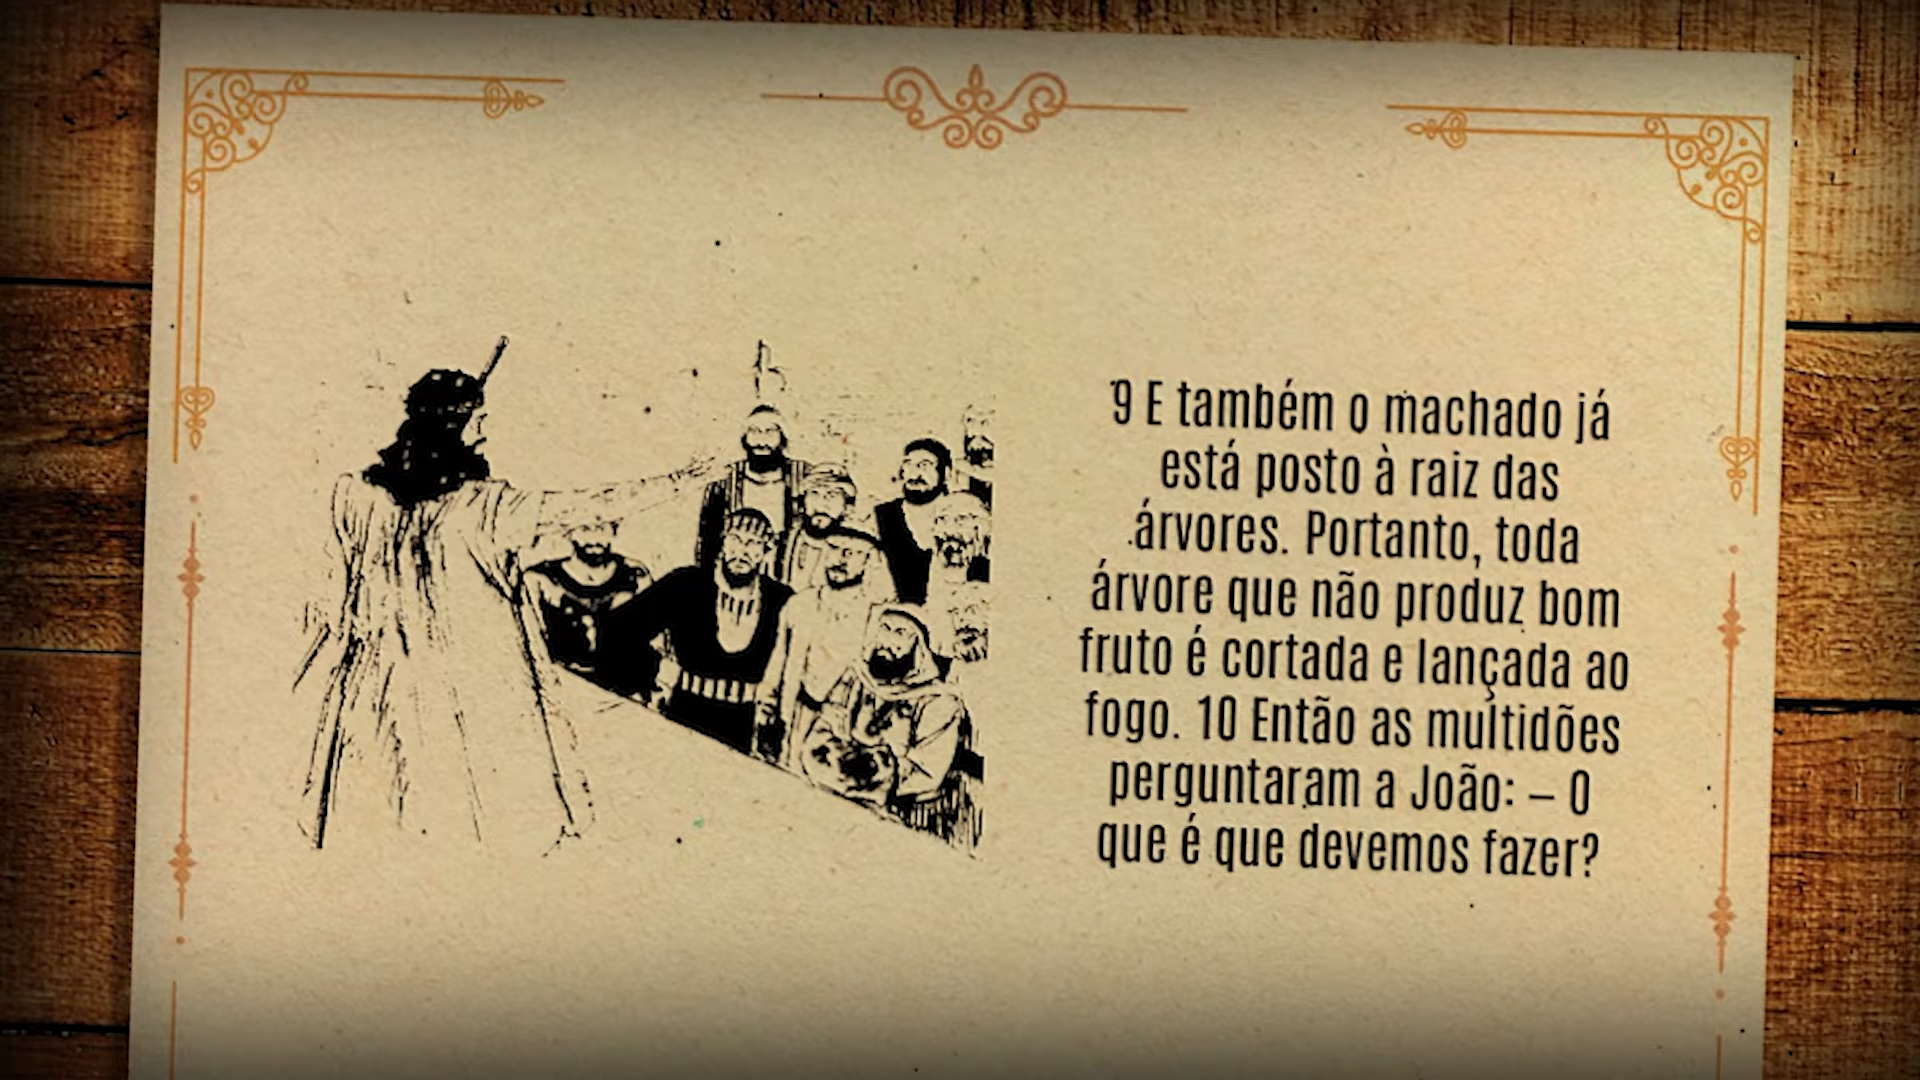 9 E também o machado já
está posto à raiz das
árvores. Portanto, toda
árvore que não produz bom
fruto é cortada e lançada ao
fogo. 10 Então as multidões
perguntaram a João: – O
que é que devemos fazer?